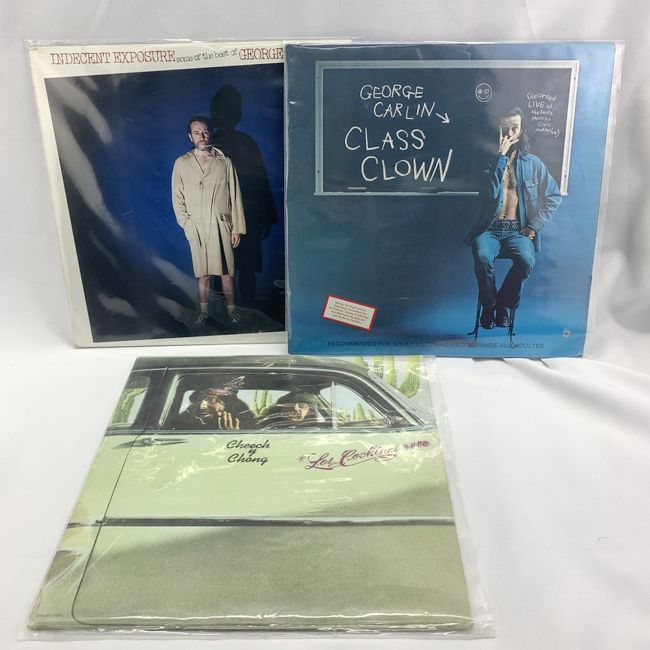 INDECENT EXPOSURE some of the best of GEORGE
GEORGE
CARLIN
CLASS
CLOWN
(Recorded
LIVE at
the Santa
Monica
Civic
Auditorium)
RECOMMENDED FOR ADULT LISTENING/RECOMMANDÉ AUX ADULTES
Cheech
y
Chong
Los Cochinos